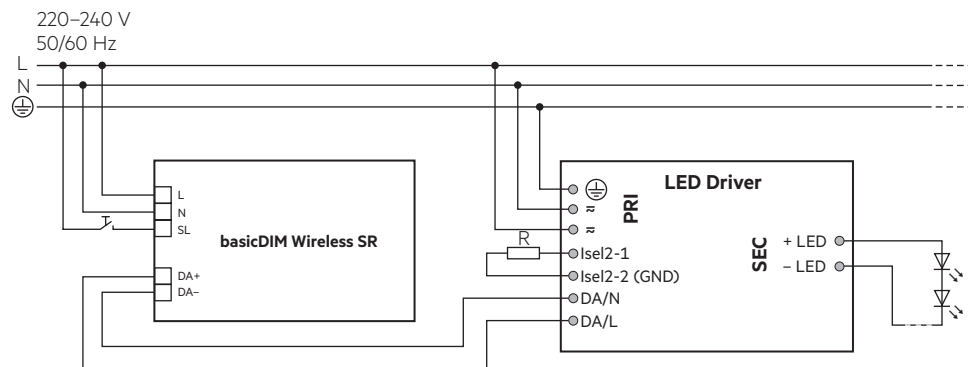 220–240 V
50/60 Hz
L
N
basicDIM Wireless SR
L
N
SL
DA+
DA–
LED Driver
PRI
≂
≂
R
Isel2-1
Isel2-2 (GND)
DA/N
DA/L
SEC
+ LED
– LED